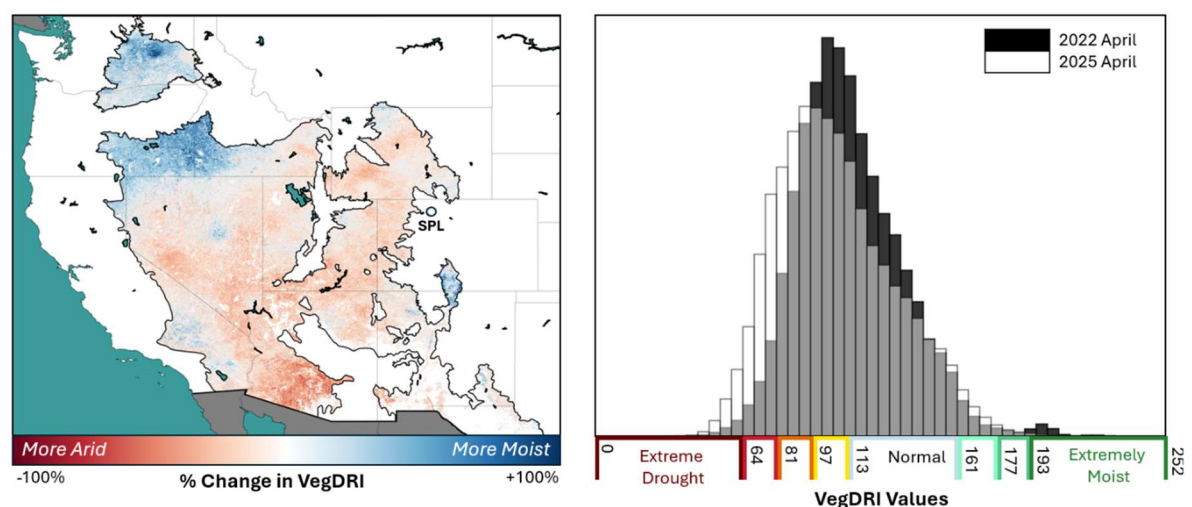 SPL
More Arid
More Moist
-100%
% Change in VegDRI
+100%
2022 April
2025 April
0
Extreme
Drought
64
81
97
113
Normal
161
177
193
Extremely
Moist
252
VegDRI Values